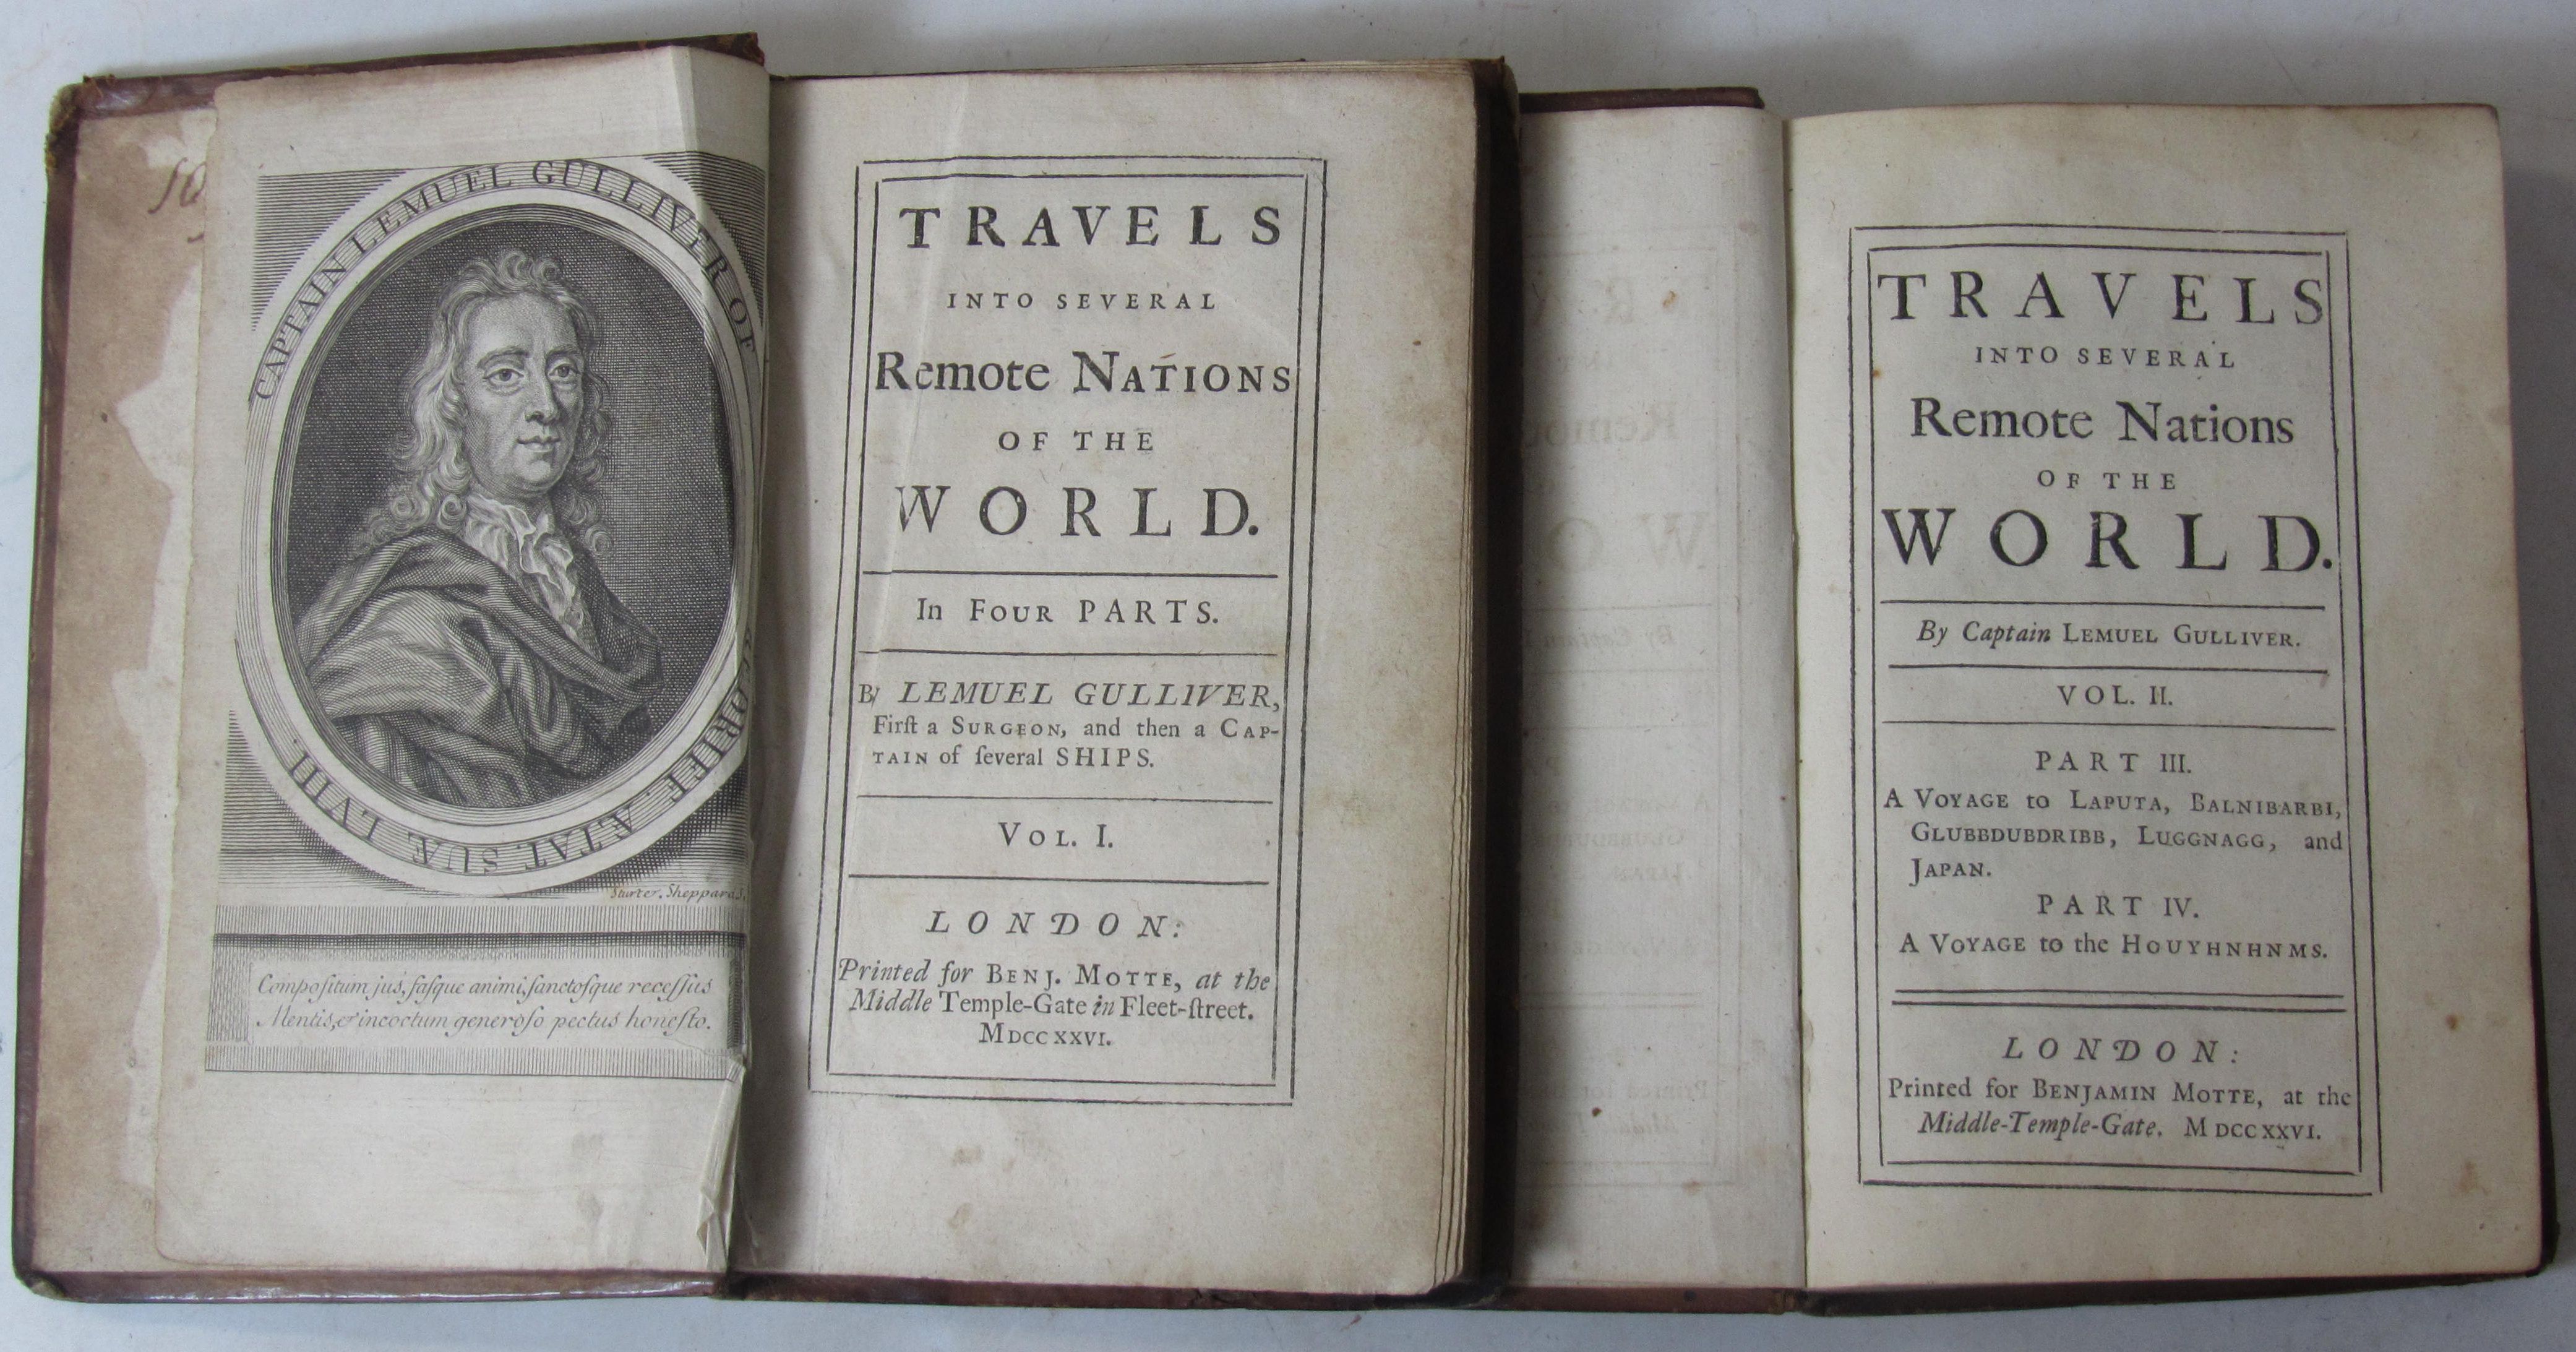 CAPTAIN LEMUEL GULLIVER OF REDRIFF ÆTAT. SUÆ LVIII.
Sturt et. Sheppard. S.
Compoſitum jus, faſque animi, ſanctoſque receſſus
Mentis, & incoctum generoſo pectus honeſto.
TRAVELS
INTO SEVERAL
Remote NATIONS
OF THE
WORLD.
In FOUR PARTS.
By LEMUEL GULLIVER,
Firſt a SURGEON, and then a CAP-
TAIN of ſeveral SHIPS.
VOL. I.
LONDON:
Printed for BENJ. MOTTE, at the
Middle Temple-Gate in Fleet-ſtreet.
MDCCXXVI.
TRAVELS
INTO SEVERAL
Remote Nations
OF THE
WORLD.
By Captain LEMUEL GULLIVER.
VOL. II.
PART III.
A VOYAGE to LAPUTA, BALNIBARBI,
GLUBBDUBDRIBB, LUGGNAGG, and
JAPAN.
PART IV.
A VOYAGE to the HOUYHNHNMS.
LONDON:
Printed for BENJAMIN MOTTE, at the
Middle-Temple-Gate. MDCCXXVI.